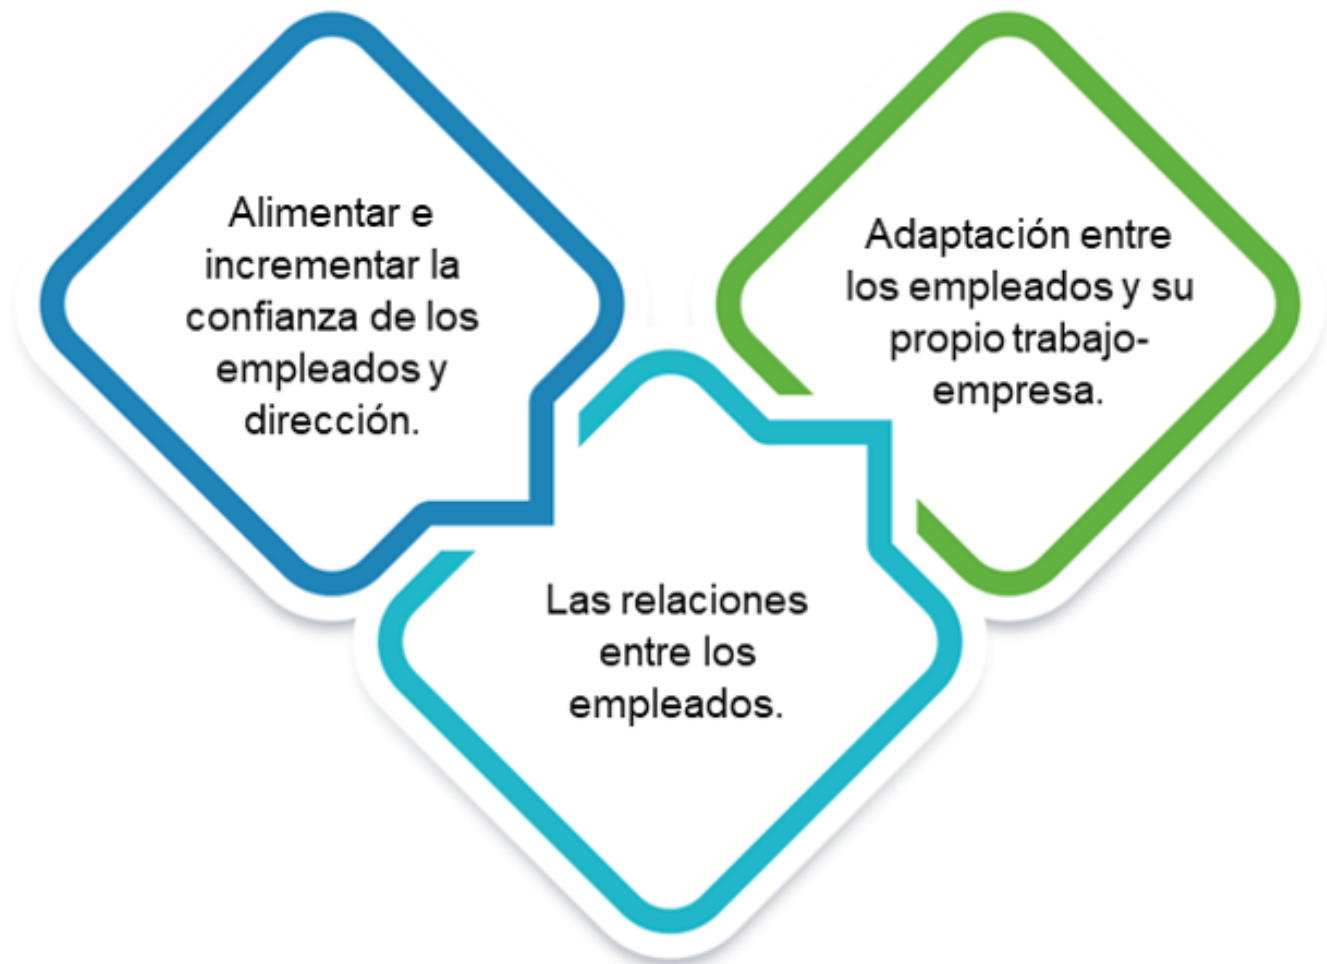 Alimentar e
incrementar la
confianza de los
empleados y
dirección.
Adaptación entre
los empleados y su
propio trabajo-
empresa.
Las relaciones
entre los
empleados.